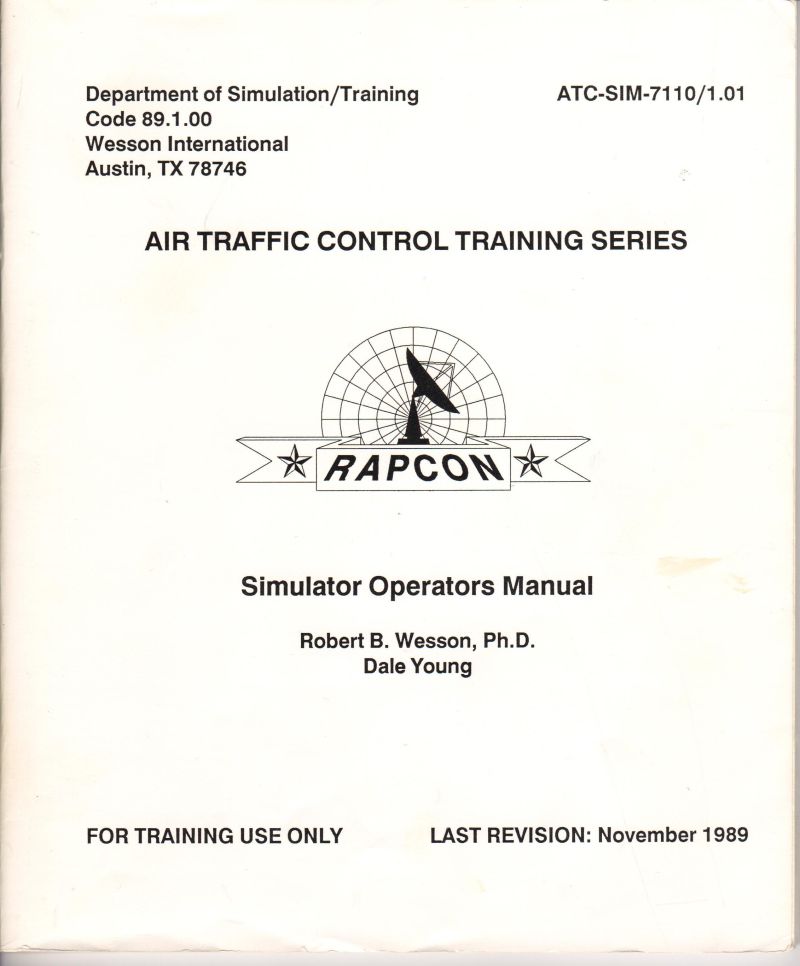 Department of Simulation/Training
ATC-SIM-7110/1.01
Code 89.1.00
Wesson International
Austin, TX 78746
AIR TRAFFIC CONTROL TRAINING SERIES
RAPCON
Simulator Operators Manual
Robert B. Wesson, Ph.D.
Dale Young
FOR TRAINING USE ONLY
LAST REVISION: November 1989